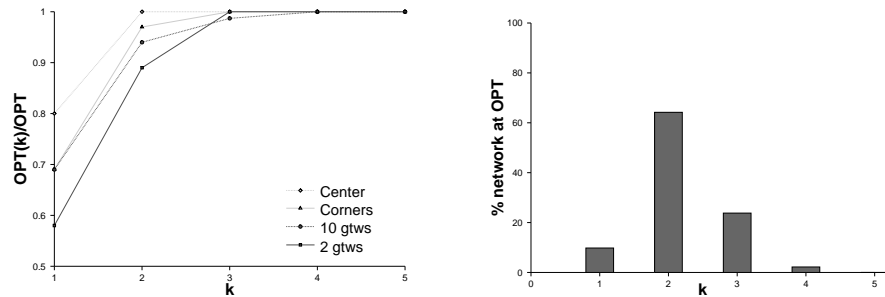 1
0.9
0.8
0.7
0.6
0.5
OPT(k)/OPT
Center
Corners
10 gtws
2 gtws
1 2 3 4 5
k
100
80
60
40
20
0
% network at OPT
0 1 2 3 4 5
k